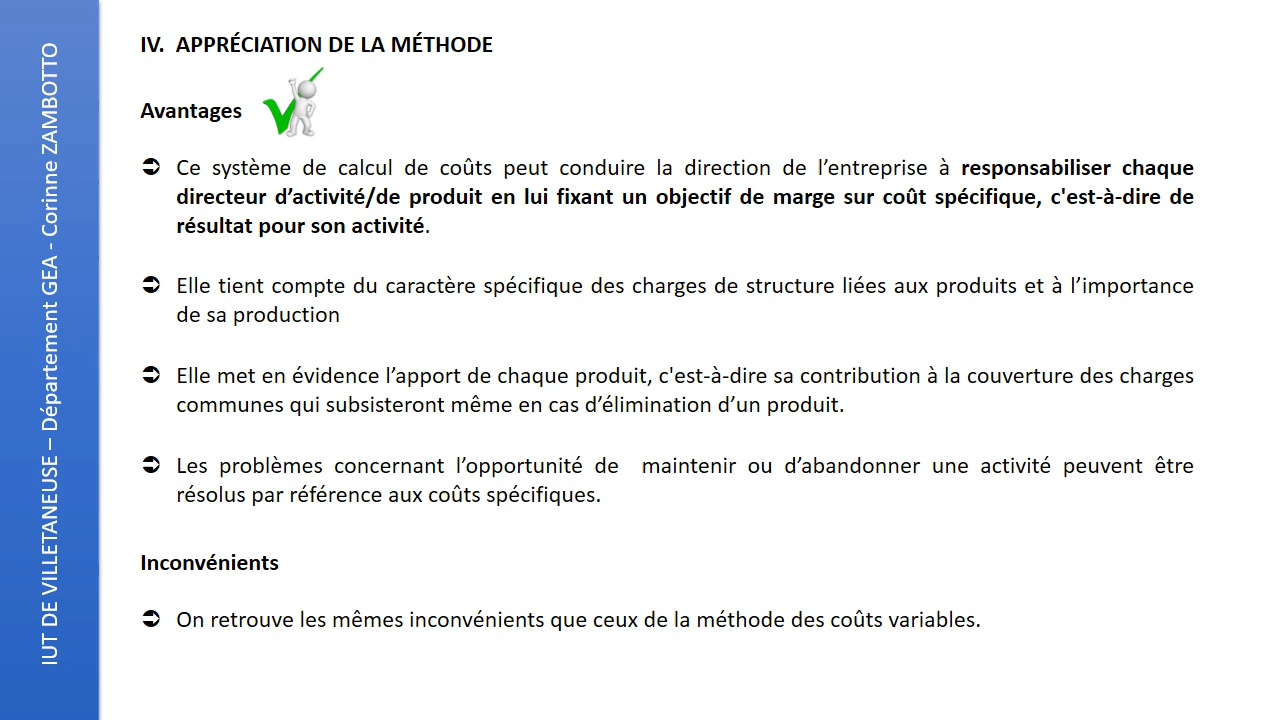 IUT DE VILLETANEUSE – Département GEA - Corinne ZAMBOTTO
IV. APPRÉCIATION DE LA MÉTHODE
Avantages
➲ Ce système de calcul de coûts peut conduire la direction de l’entreprise à responsabiliser chaque
directeur d’activité/de produit en lui fixant un objectif de marge sur coût spécifique, c'est-à-dire de
résultat pour son activité.
➲ Elle tient compte du caractère spécifique des charges de structure liées aux produits et à l’importance
de sa production
➲ Elle met en évidence l’apport de chaque produit, c'est-à-dire sa contribution à la couverture des charges
communes qui subsisteront même en cas d’élimination d’un produit.
➲ Les problèmes concernant l’opportunité de maintenir ou d’abandonner une activité peuvent être
résolus par référence aux coûts spécifiques.
Inconvénients
➲ On retrouve les mêmes inconvénients que ceux de la méthode des coûts variables.